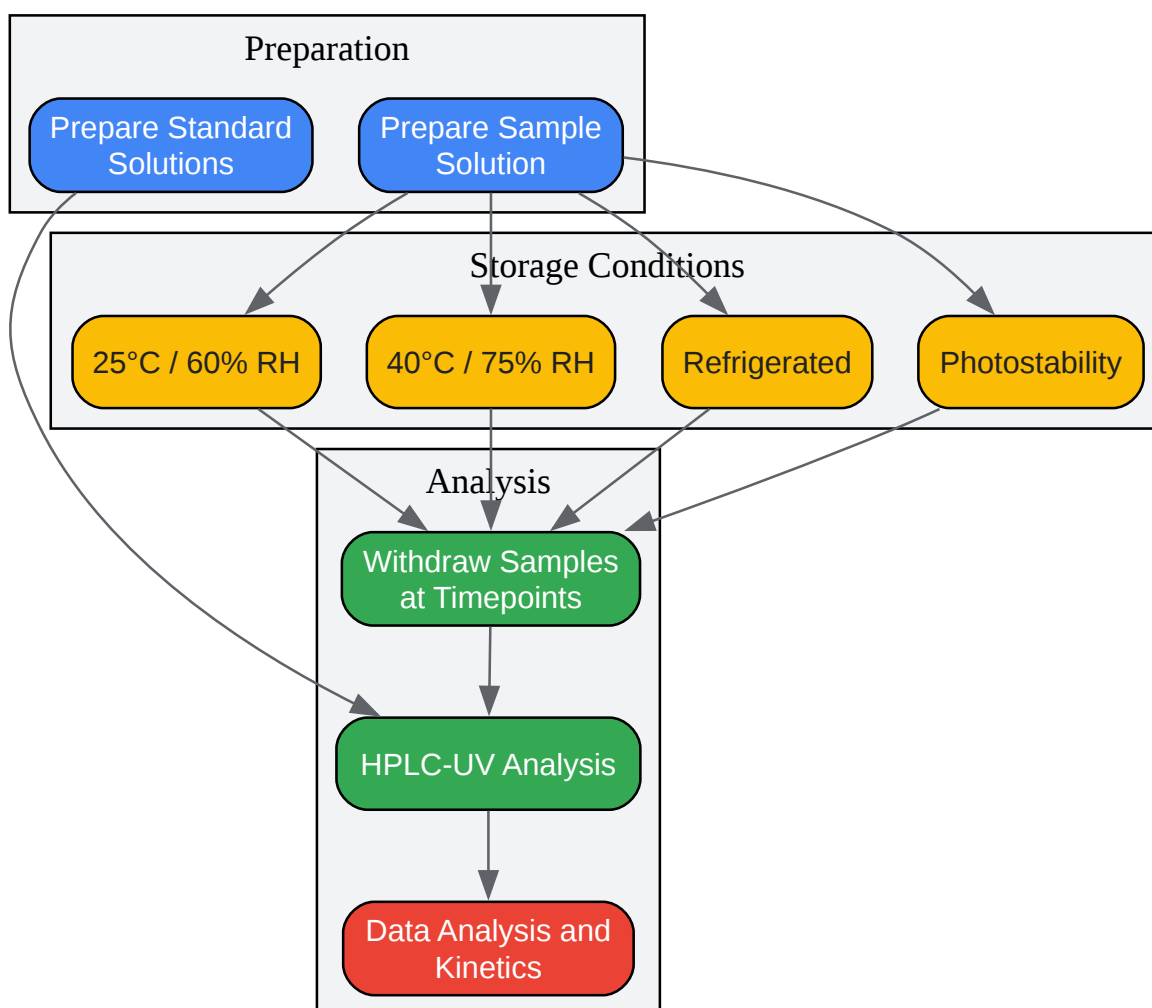 Preparation
Prepare Standard
Solutions
Prepare Sample
Solution
Storage Conditions
25°C / 60% RH
40°C / 75% RH
Refrigerated
Photostability
Analysis
Withdraw Samples
at Timepoints
HPLC-UV Analysis
Data Analysis and
Kinetics